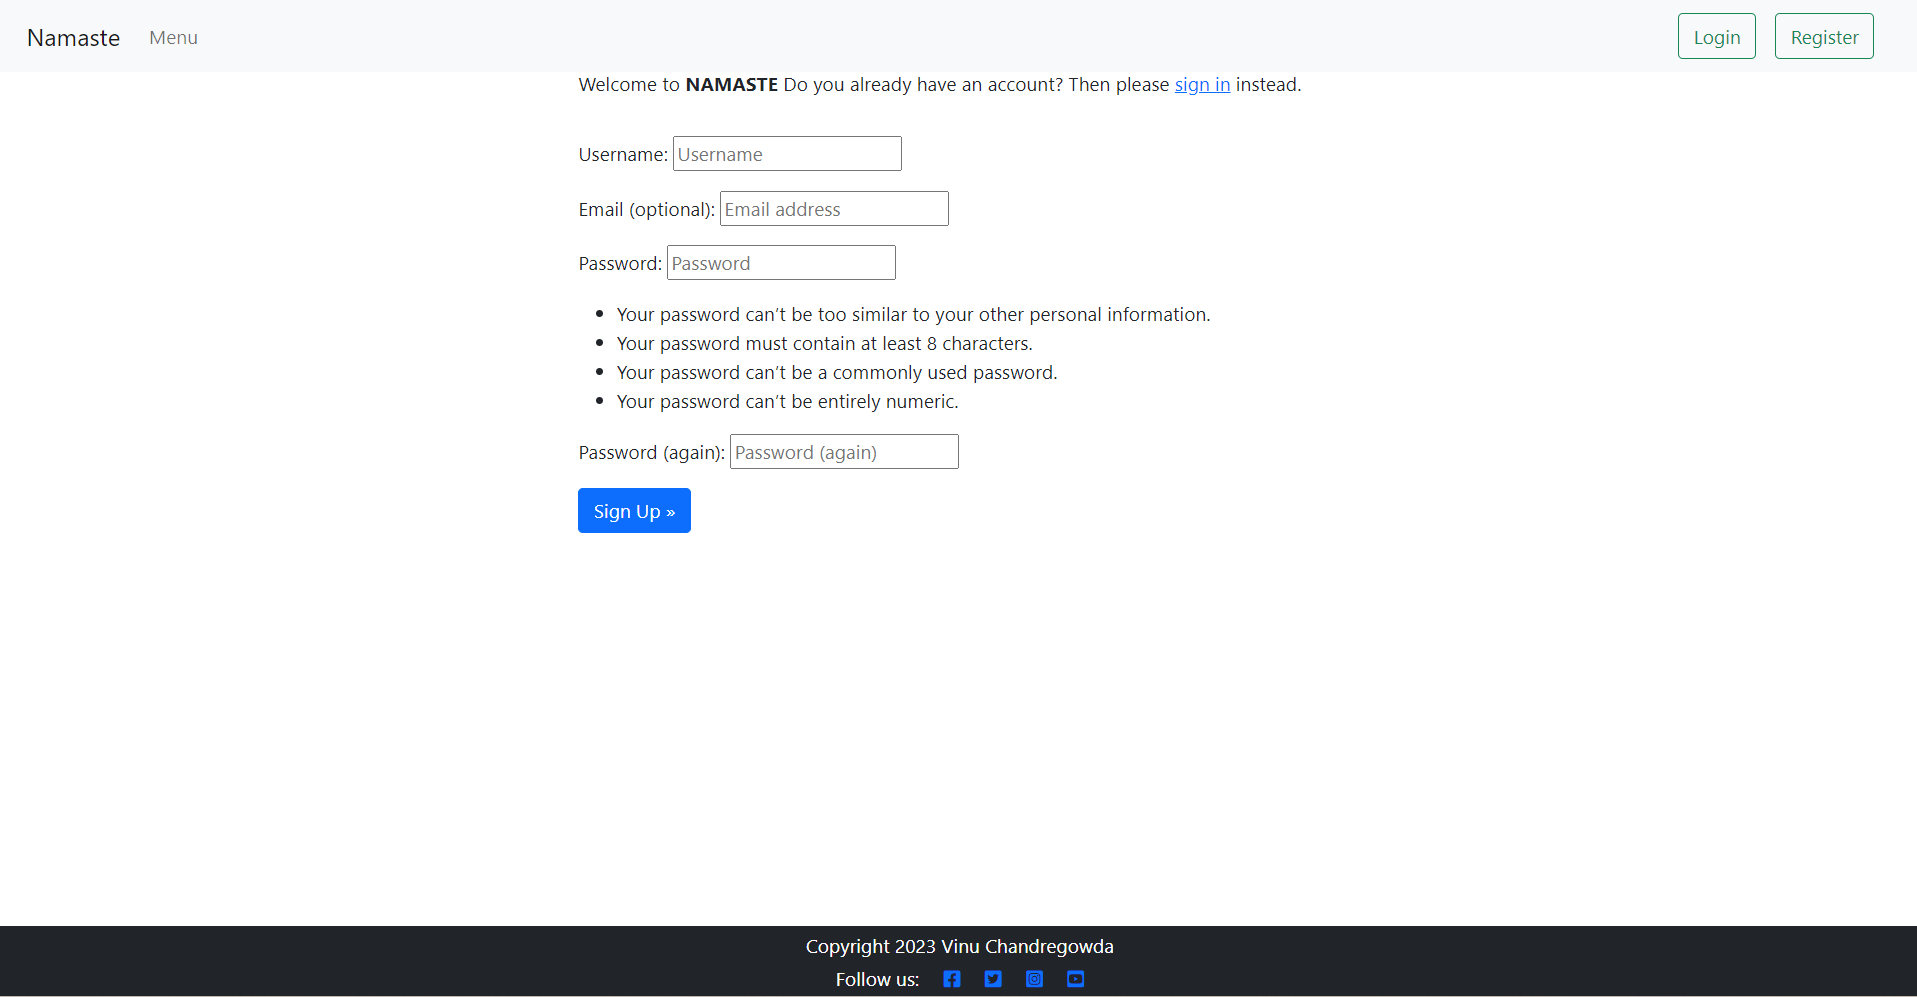 Namaste Menu Login Register
Welcome to NAMASTE Do you already have an account? Then please sign in instead.
Username: Username
Email (optional): Email address
Password: Password
• Your password can’t be too similar to your other personal information.
• Your password must contain at least 8 characters.
• Your password can’t be a commonly used password.
• Your password can’t be entirely numeric.
Password (again): Password (again)
Sign Up »
Copyright 2023 Vinu Chandregowda
Follow us: